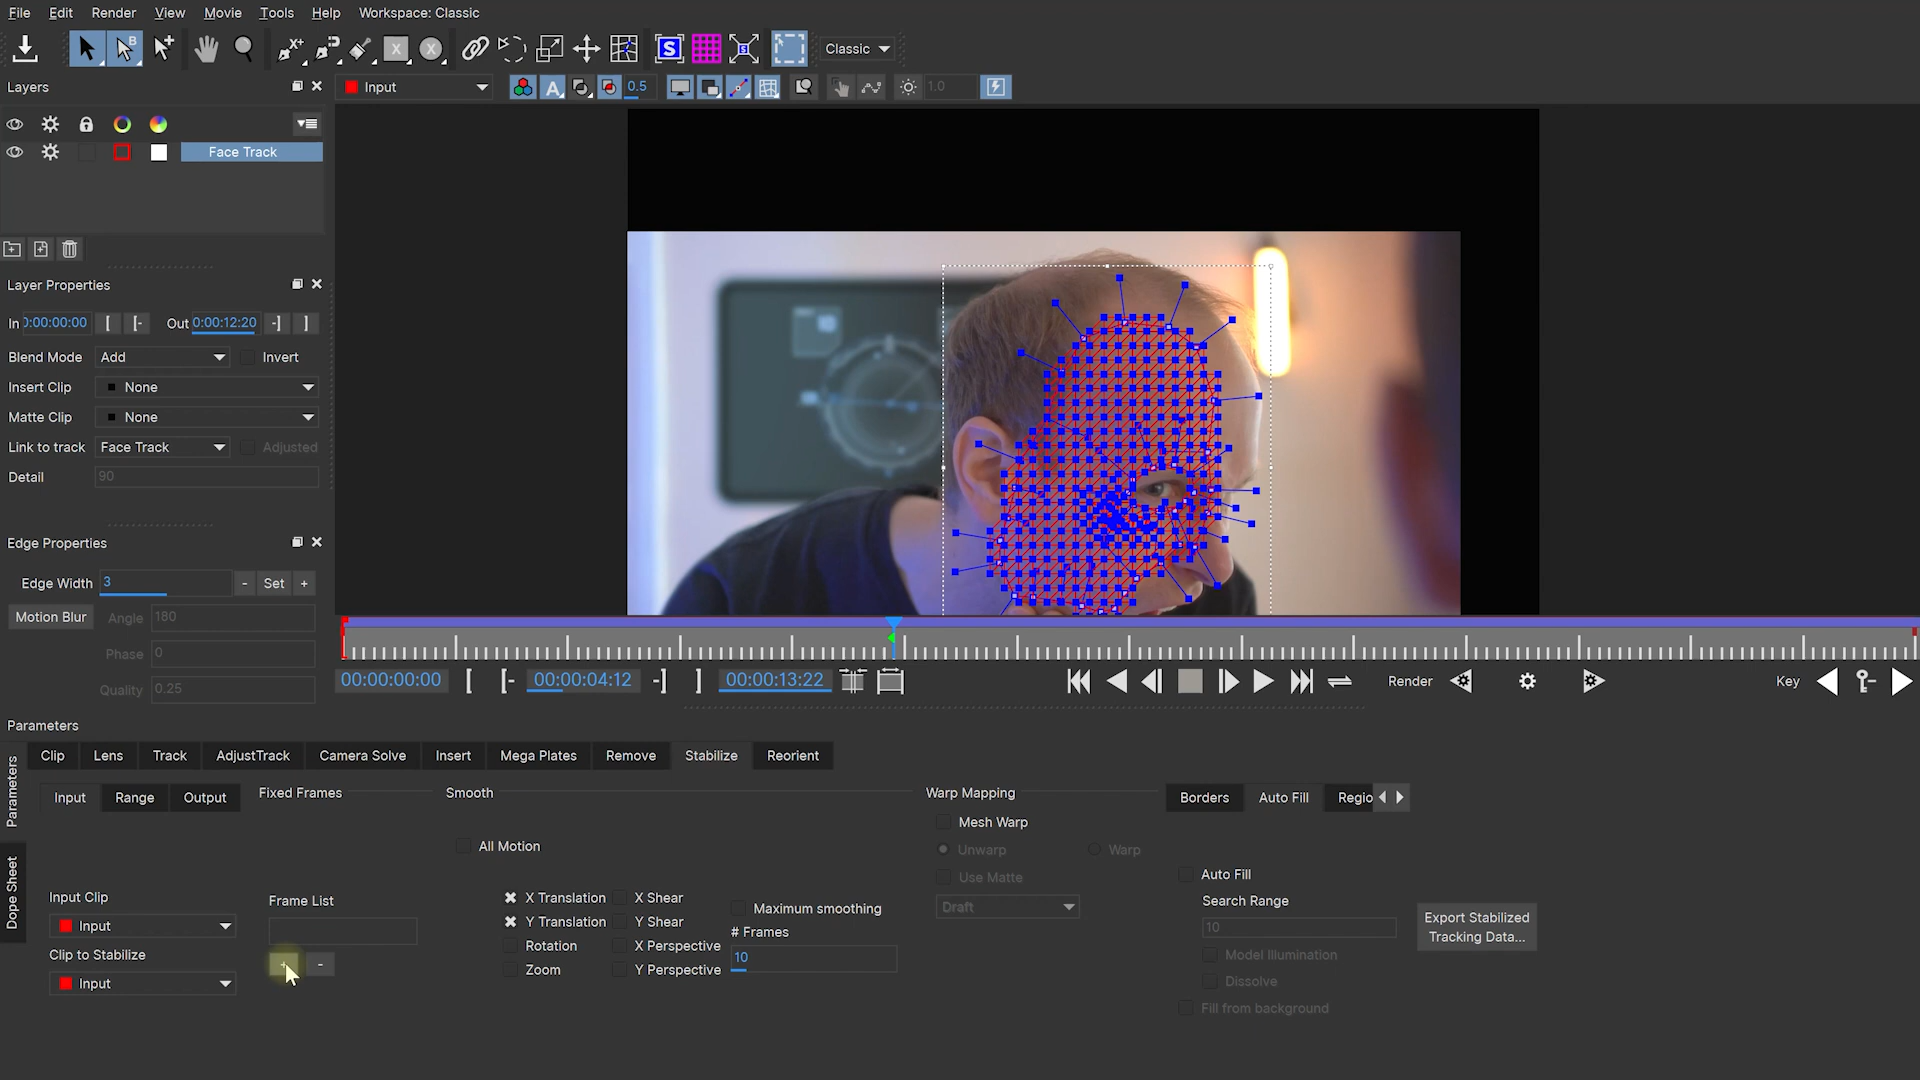 File Edit Render View Movie Tools Help Workspace: Classic
B
X X S S Classic
Layers Input A 0.5 1.0
Face Track
Layer Properties
In 0:00:00:00 [ [- Out 0:00:12:20 -] ]
Blend Mode Add Invert
Insert Clip None
Matte Clip None
Link to track Face Track Adjusted
Detail 90
Edge Properties
Edge Width 3 - Set +
Motion Blur Angle 180
Phase 0
Quality 0.25
00:00:00:00 [ [- 00:00:04:12 -] ] 00:00:13:22 Render Key
Parameters
Parameters
Dope Sheet
Clip Lens Track AdjustTrack Camera Solve Insert Mega Plates Remove Stabilize Reorient
Input Range Output Fixed Frames Smooth Warp Mapping Borders Auto Fill Regio
Mesh Warp
All Motion Unwarp Warp
Use Matte Auto Fill
Input Clip Frame List X Translation X Shear Maximum smoothing Draft Search Range
Input Y Translation Y Shear # Frames 10 Export Stabilized
Tracking Data...
Clip to Stabilize + - Rotation X Perspective 10 Model Illumination
Input Zoom Y Perspective Dissolve
Fill from background